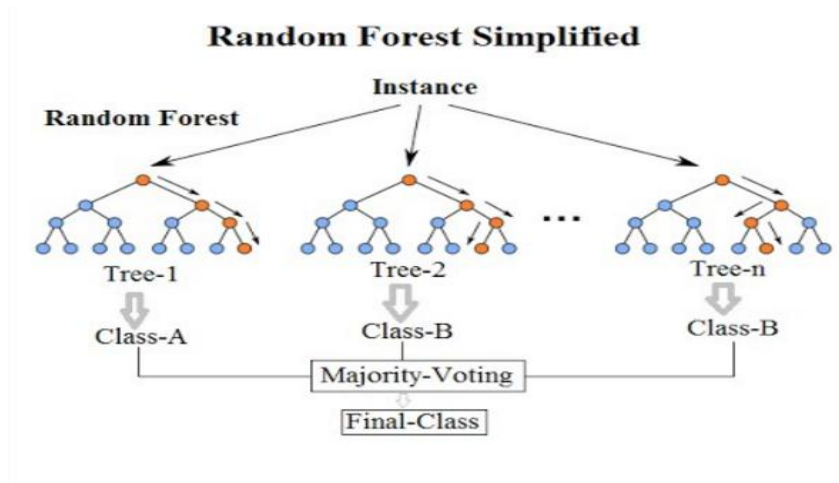 Random Forest Simplified
Instance
Random Forest
...
Tree-1
Tree-2
Tree-n
Class-A
Class-B
Class-B
Majority-Voting
Final-Class